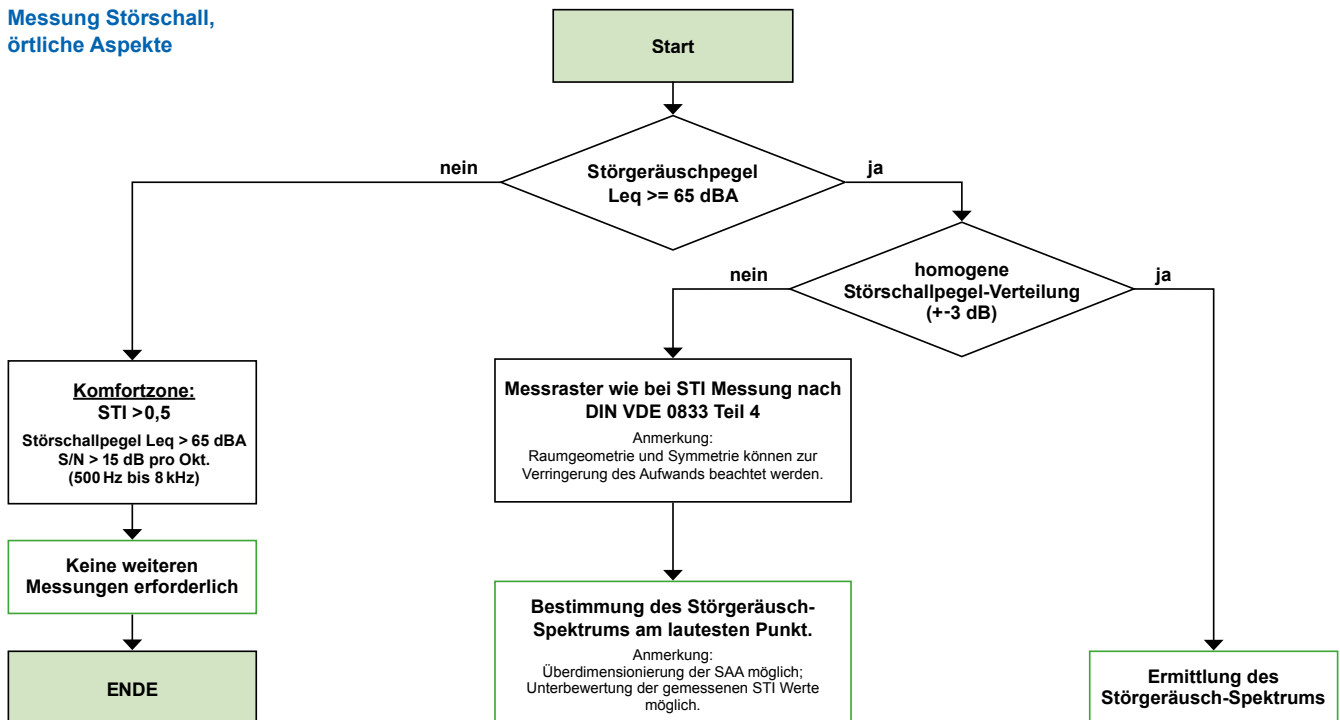 Messung Störschall,
örtliche Aspekte
Start
nein
Störgeräuschpegel
Leq >= 65 dBA
ja
nein
homogene
Störschallpegel-Verteilung
(+-3 dB)
ja
Komfortzone:
STI >0,5
Störschallpegel Leq > 65 dBA
S/N > 15 dB pro Okt.
(500 Hz bis 8 kHz)
Messraster wie bei STI Messung nach
DIN VDE 0833 Teil 4
Anmerkung:
Raumgeometrie und Symmetrie können zur
Verringerung des Aufwands beachtet werden.
Keine weiteren
Messungen erforderlich
Bestimmung des Störgeräusch-
Spektrums am lautesten Punkt.
Anmerkung:
Überdimensionierung der SAA möglich;
Unterbewertung der gemessenen STI Werte
möglich.
ENDE
Ermittlung des
Störgeräusch-Spektrums